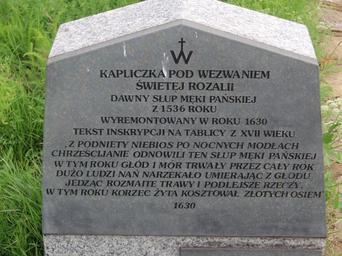 W
KAPLICZKA POD WEZWANIEM
ŚWIĘTEJ ROZALII
DAWNY SŁUP MĘKI PAŃSKIEJ
Z 1536 ROKU
WYREMONTOWANY W ROKU 1630
TEKST INSKRYPCJI NA TABLICY Z XVII WIEKU
„Z PODNIETY NIEBIOS PO NOCNYCH MODŁACH
CHRZEŚCIJANIE ODNOWILI TEN SŁUP MĘKI PAŃSKIEJ
W TYM ROKU GŁÓD I MÓR TRWAŁY PRZEZ CAŁY ROK
DUŻO LUDZI NAŃ NARZEKAŁO UMIERAJĄC Z GŁODU
JEDZĄC ROZMAITE TRAWY I PODLEJSZE RZECZY.
W TYM ROKU KORZEC ŻYTA KOSZTOWAŁ ZŁOTYCH OSIEM"
1630